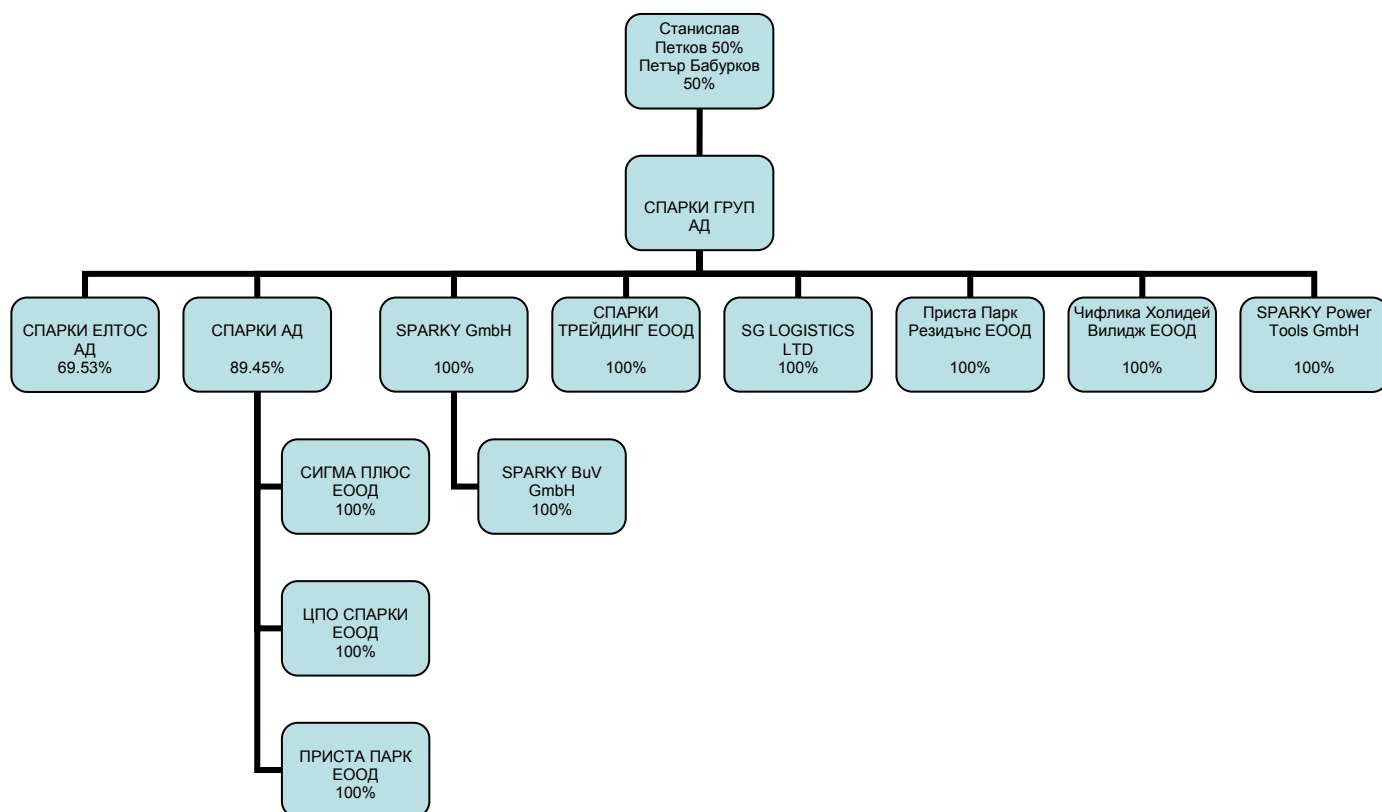 Станислав
Петков 50%
Петър Бабурков
50%
СПАРКИ ГРУП
АД
СПАРКИ ЕЛТОС
АД
69.53%
СПАРКИ АД
89.45%
SPARKY GmbH
100%
СПАРКИ
ТРЕЙДИНГ ЕООД
100%
SG LOGISTICS
LTD
100%
Приста Парк
Резидънс ЕООД
100%
Чифлика Холидей
Вилидж ЕООД
100%
SPARKY Power
Tools GmbH
100%
СИГМА ПЛЮС
ЕООД
100%
SPARKY BuV
GmbH
100%
ЦПО СПАРКИ
ЕООД
100%
ПРИСТА ПАРК
ЕООД
100%